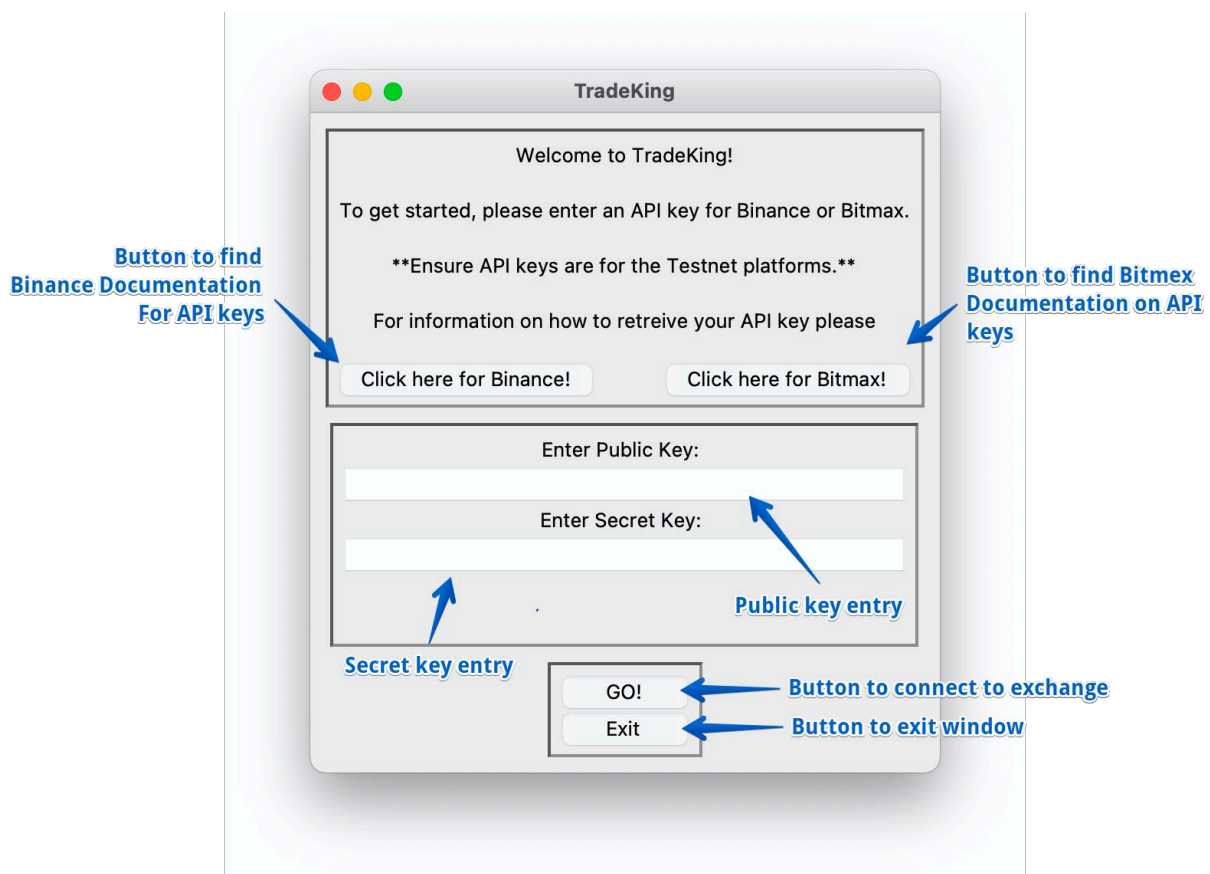 TradeKing
Welcome to TradeKing!
To get started, please enter an API key for Binance or Bitmax.
**Ensure API keys are for the Testnet platforms.**
For information on how to retreive your API key please
Click here for Binance!
Click here for Bitmax!
Button to find
Binance Documentation
For API keys
Button to find Bitmex
Documentation on API
keys
Enter Public Key:
Enter Secret Key:
Public key entry
Secret key entry
GO!
Button to connect to exchange
Exit
Button to exit window